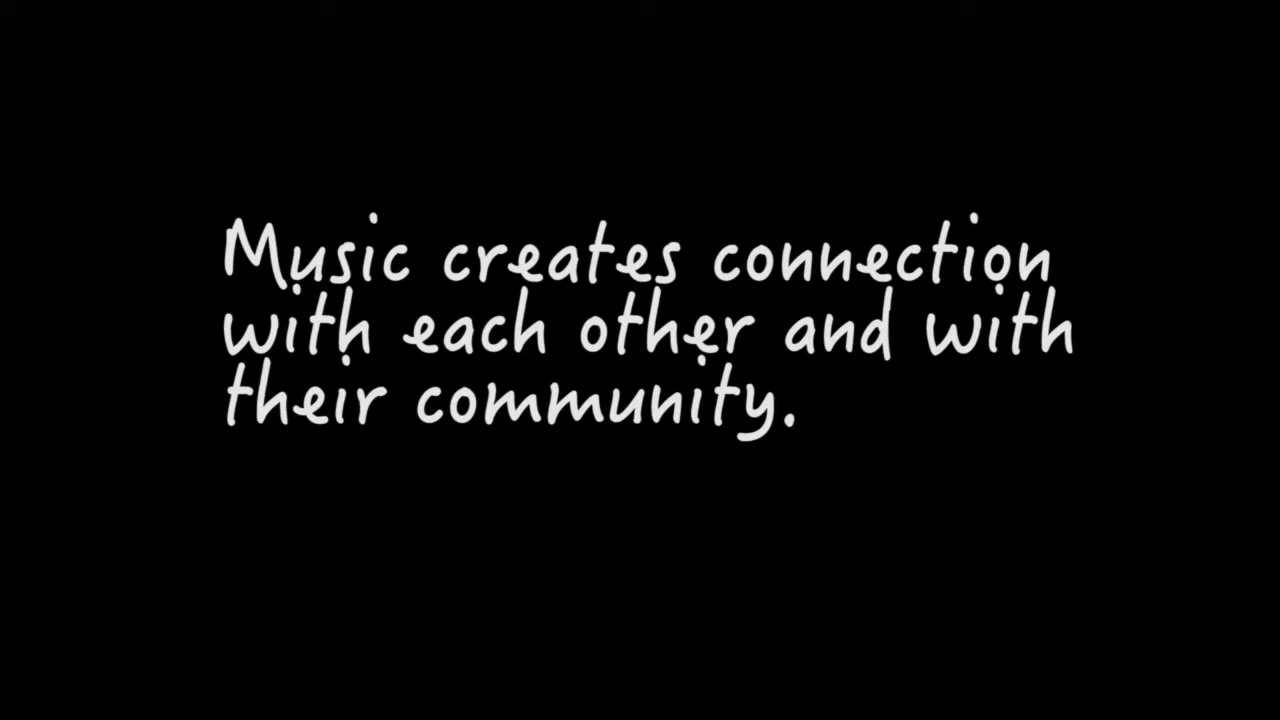 Music creates connection
with each other and with
their community.